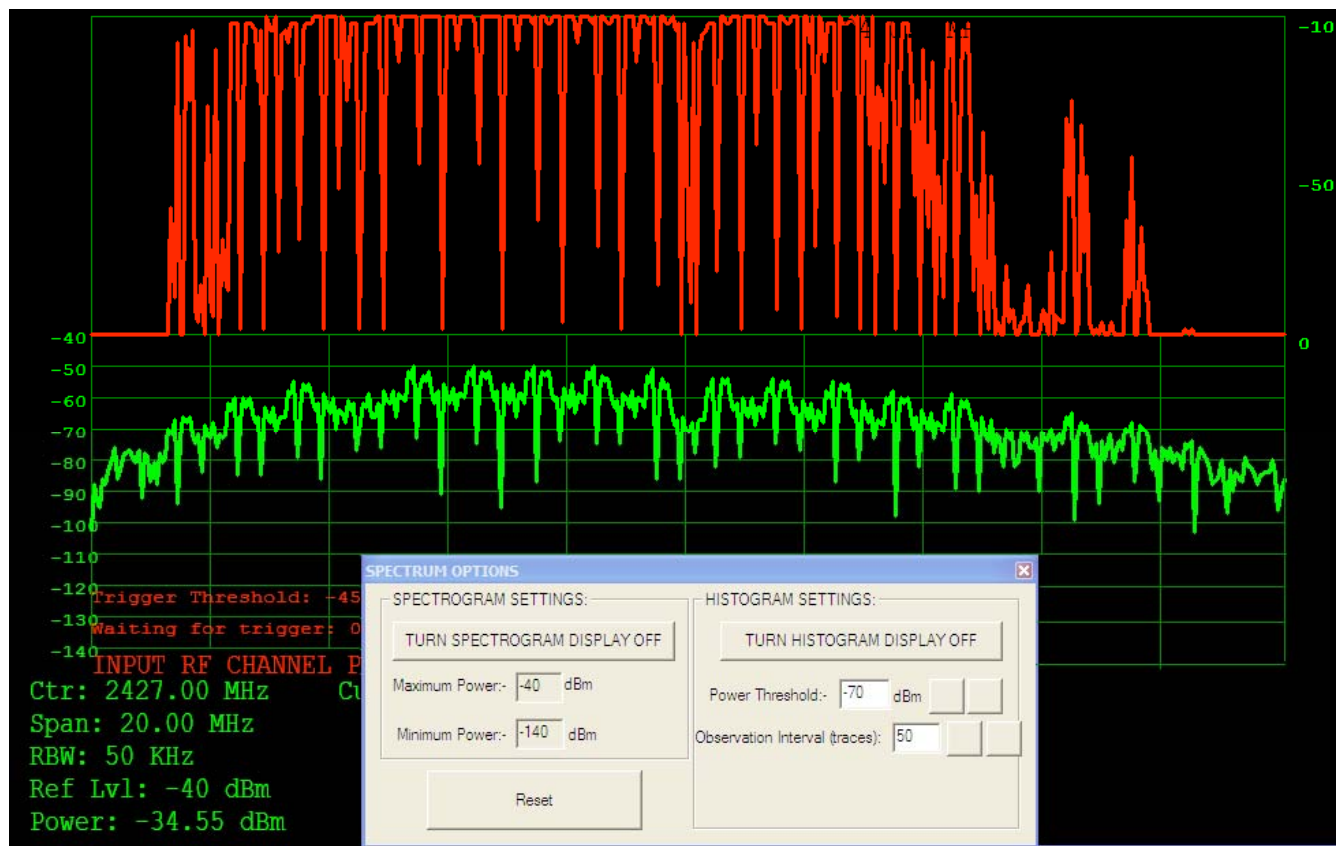 -10
-50
-40
0
-50
-60
-70
-80
-90
-100
-110
-120
Trigger Threshold: -45
-130
Waiting for trigger: 0
-140
INPUT RF CHANNEL P
Ctr: 2427.00 MHz
Span: 20.00 MHz
RBW: 50 KHz
Ref Lvl: -40 dBm
Power: -34.55 dBm
SPECTRUM OPTIONS
SPECTROGRAM SETTINGS:
TURN SPECTROGRAM DISPLAY OFF
Maximum Power:- -40 dBm
Minimum Power:- -140 dBm
Reset
HISTOGRAM SETTINGS:
TURN HISTOGRAM DISPLAY OFF
Power Threshold:- -70 dBm
Observation Interval (traces): 50